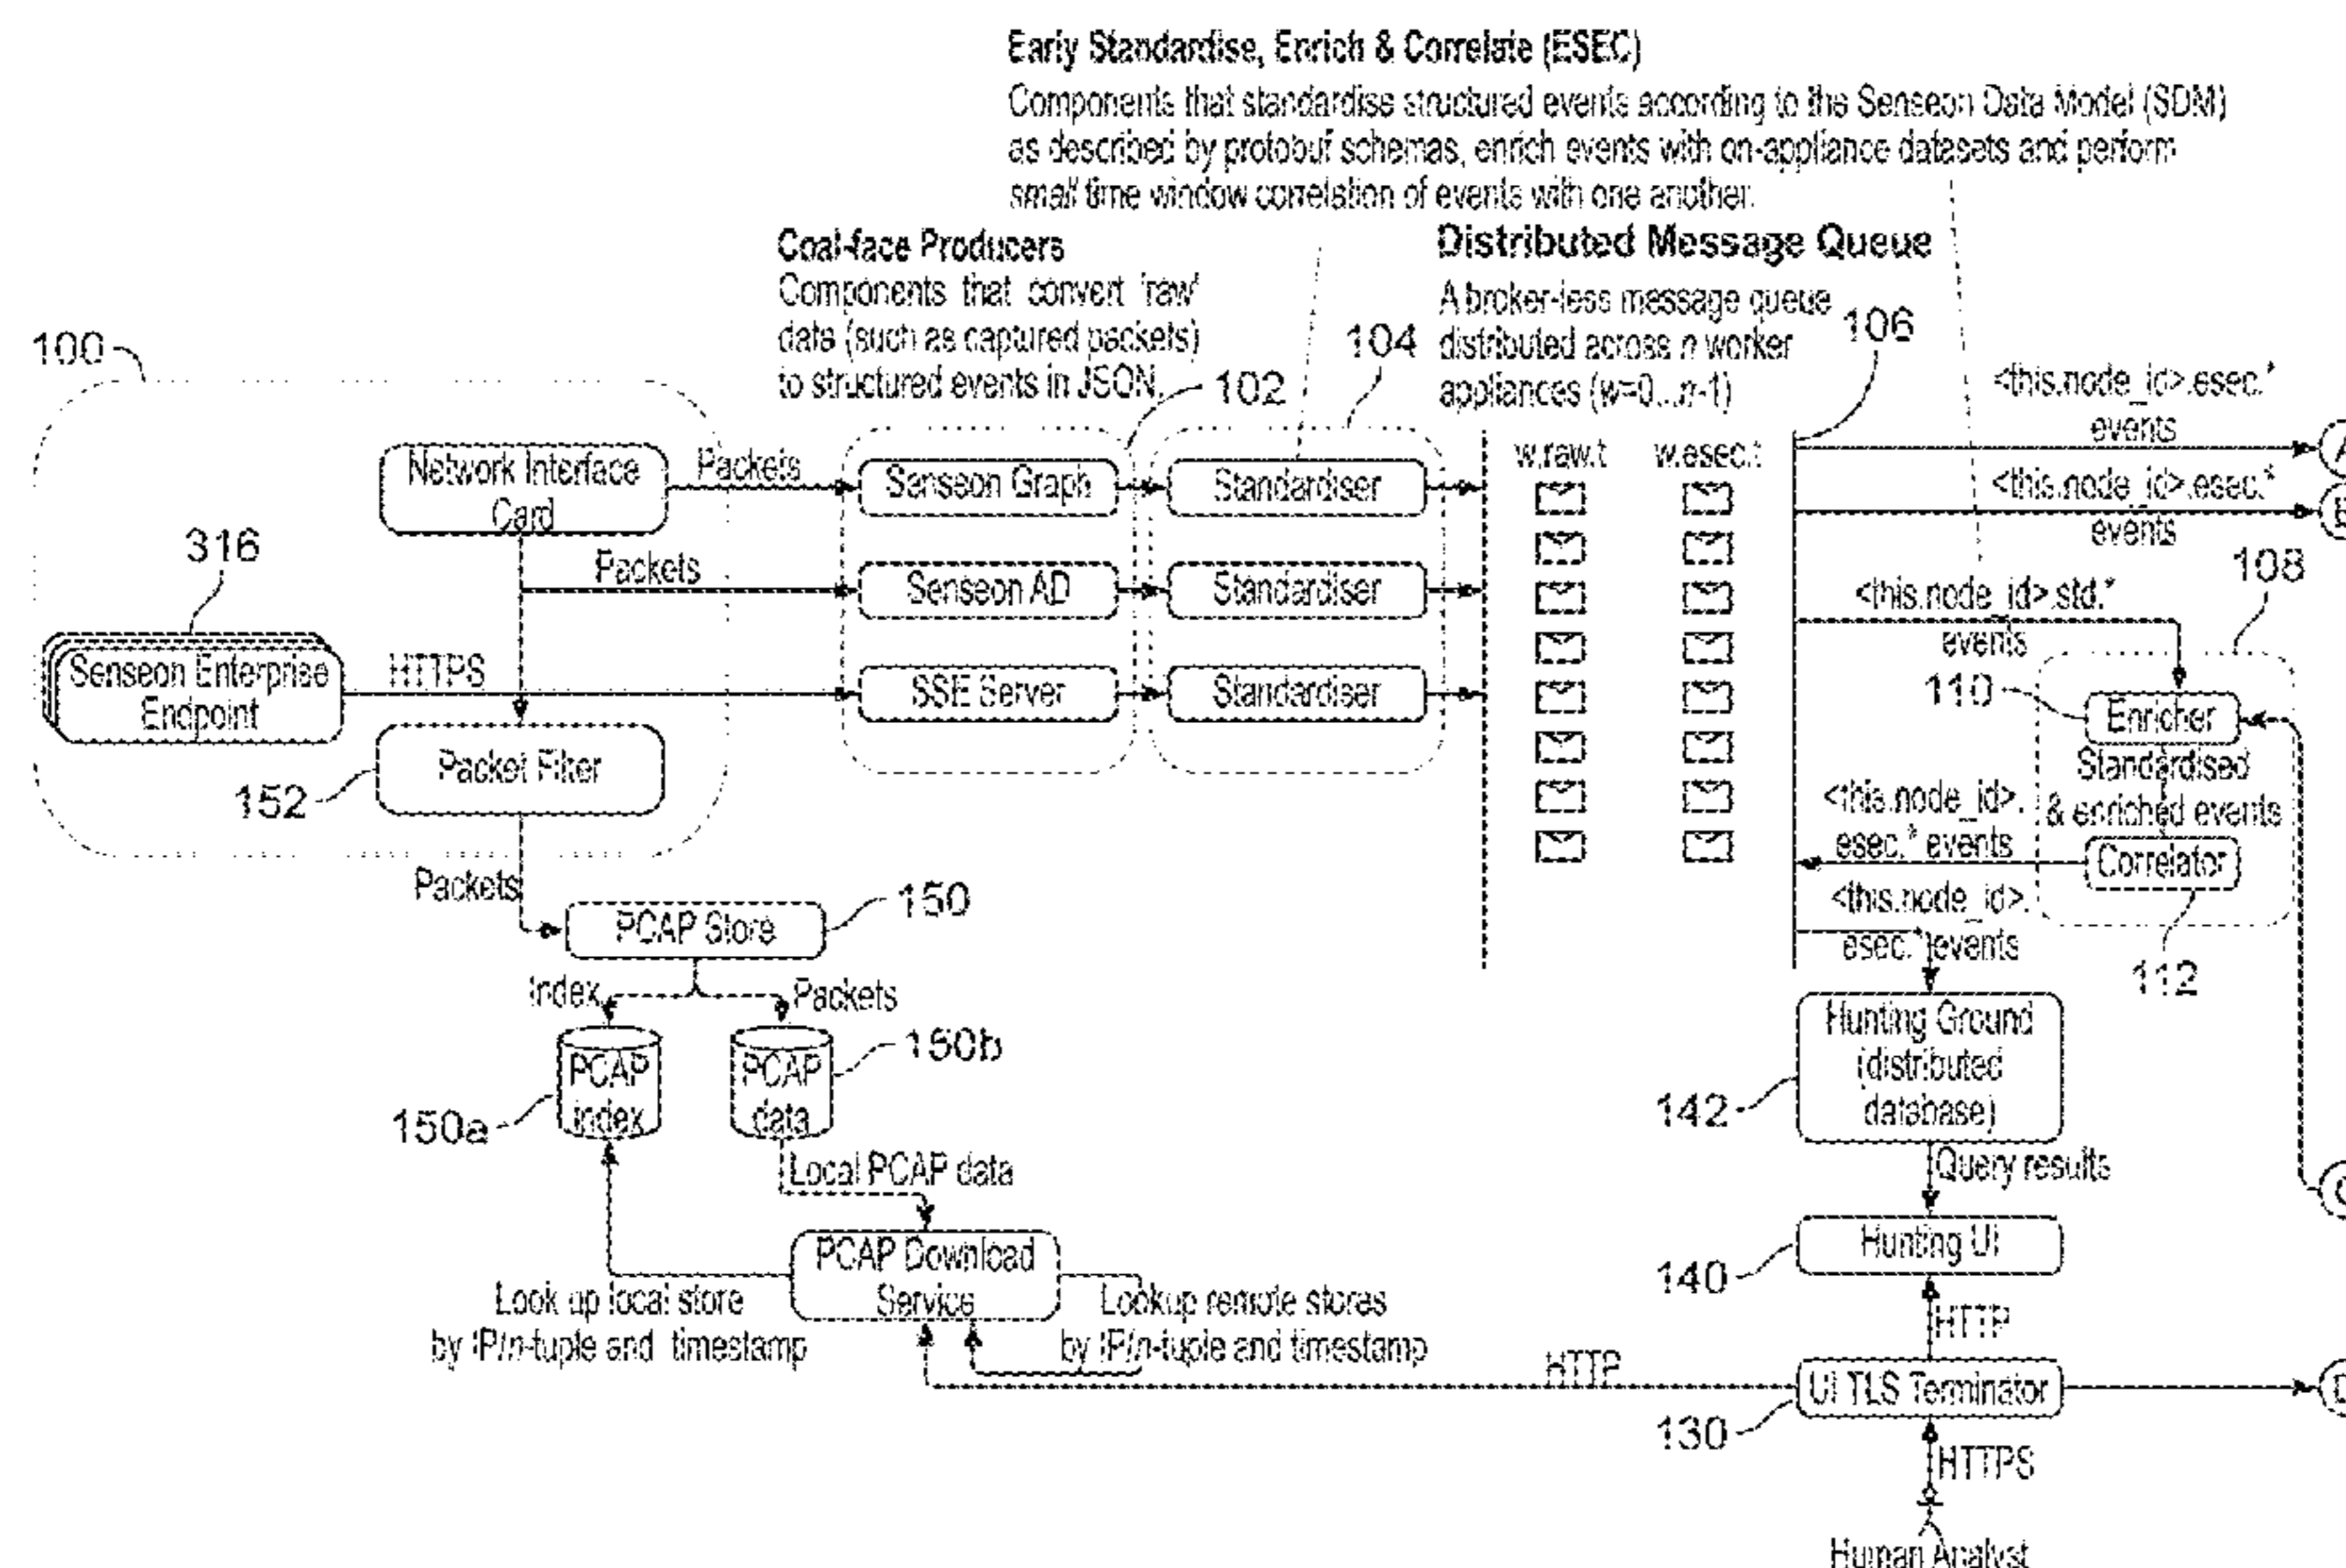 Early Standardise, Enrich & Correlate (ESEC)
Components that standardise structured events according to the Senseon Data Model (SDM)
as described by protobuf schemas, enrich events with on-appliance datasets and perform
small time window correlation of events with one another.
Coal-face Producers
Components that convert 'raw'
data (such as captured packets)
to structured events in JSON.
Distributed Message Queue
A broker-less message queue
distributed across n worker
appliances (w=0...n-1)
100
102
104
106
<this.node_id>.esec.*
events
A
<this.node_id>.esec.*
events
B
Network Interface
Card
Packets
Senseon Graph
Standardiser
w.raw.t
w.esec.t
316
Packets
Senseon AD
Standardiser
<this.node_id>.std.*
events
108
Senseon Enterprise
Endpoint
HTTPS
SSE Server
Standardiser
110
Enricher
Standardised
& enriched events
152
Packet Filter
<this.node_id>.
esec.* events
Correlator
112
Packets
PCAP Store
150
<this.node_id>.
esec.* events
Index
Packets
PCAP
index
150a
PCAP
data
150b
Hunting Ground
(distributed
database)
142
Local PCAP data
Query results
C
PCAP Download
Service
Hunting UI
140
Look up local store
by IP/n-tuple and timestamp
Lookup remote stores
by IP/n-tuple and timestamp
HTTP
HTTP
UI TLS Terminator
130
D
HTTPS
Human Analyst